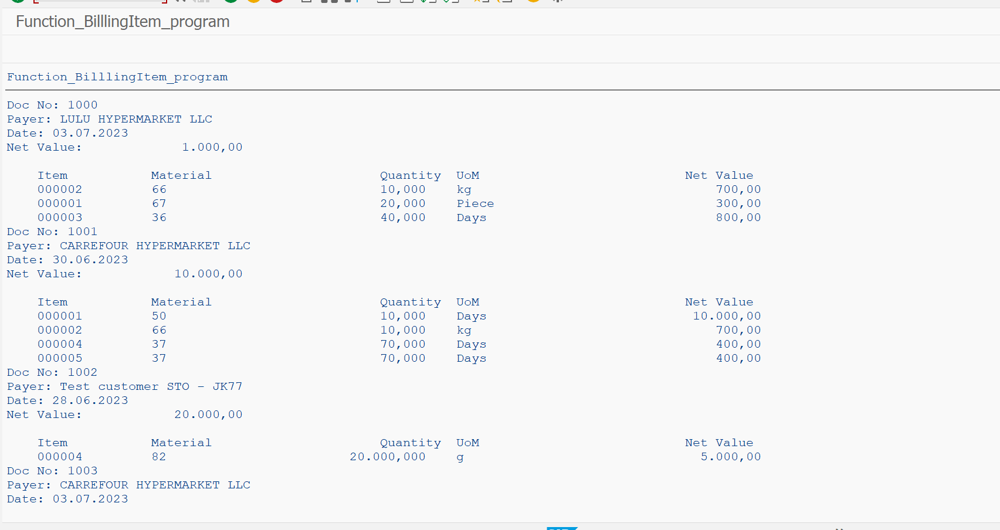 Function_BilllingItem_program
Function_BilllingItem_program
Doc No: 1000
Payer: LULU HYPERMARKET LLC
Date: 03.07.2023
Net Value: 1.000,00
Item Material Quantity UoM Net Value
000002 66 10,000 kg 700,00
000001 67 20,000 Piece 300,00
000003 36 40,000 Days 800,00
Doc No: 1001
Payer: CARREFOUR HYPERMARKET LLC
Date: 30.06.2023
Net Value: 10.000,00
Item Material Quantity UoM Net Value
000001 50 10,000 Days 10.000,00
000002 66 10,000 kg 700,00
000004 37 70,000 Days 400,00
000005 37 70,000 Days 400,00
Doc No: 1002
Payer: Test customer STO - JK77
Date: 28.06.2023
Net Value: 20.000,00
Item Material Quantity UoM Net Value
000004 82 20.000,000 g 5.000,00
Doc No: 1003
Payer: CARREFOUR HYPERMARKET LLC
Date: 03.07.2023